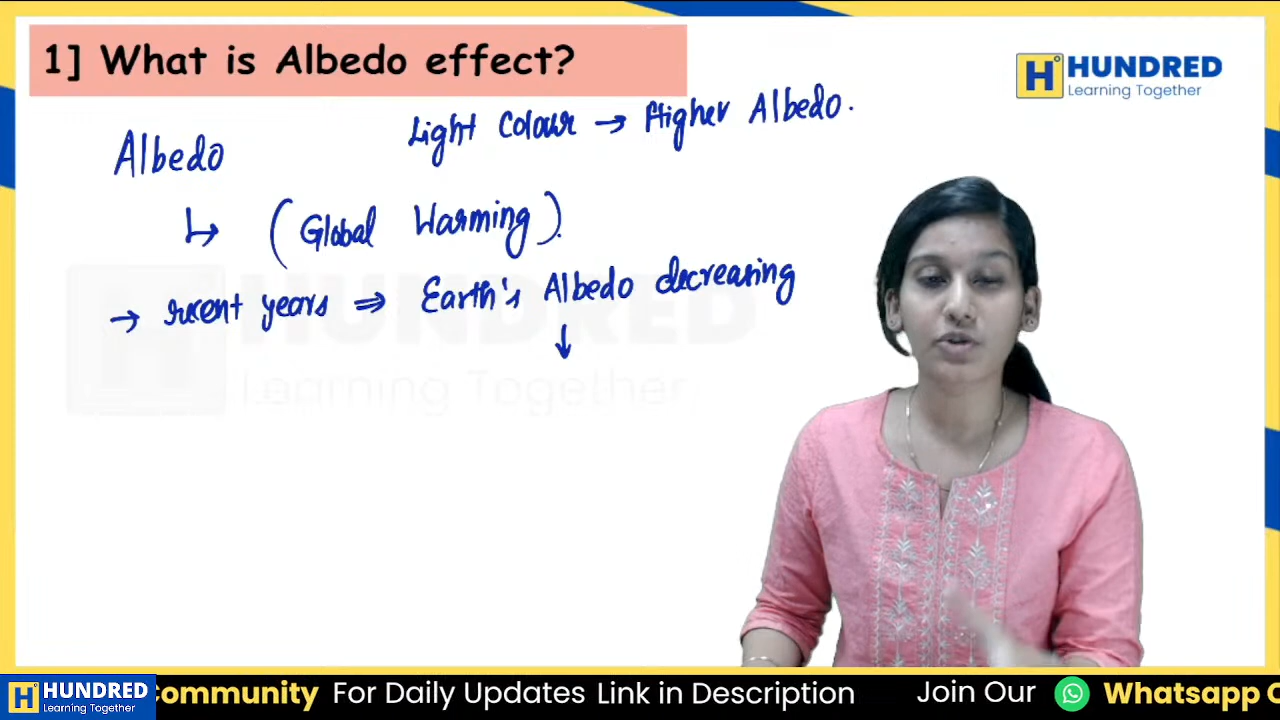 1] What is Albedo effect?
HUNDRED
Learning Together
Light Colour → Higher Albedo.
Albedo
↳ (Global Warming).
→ recent years ⇒ Earth's Albedo decreasing
↓
HUNDRED
Learning Together
HUNDRED
Learning Together
Community For Daily Updates Link in Description Join Our Whatsapp C